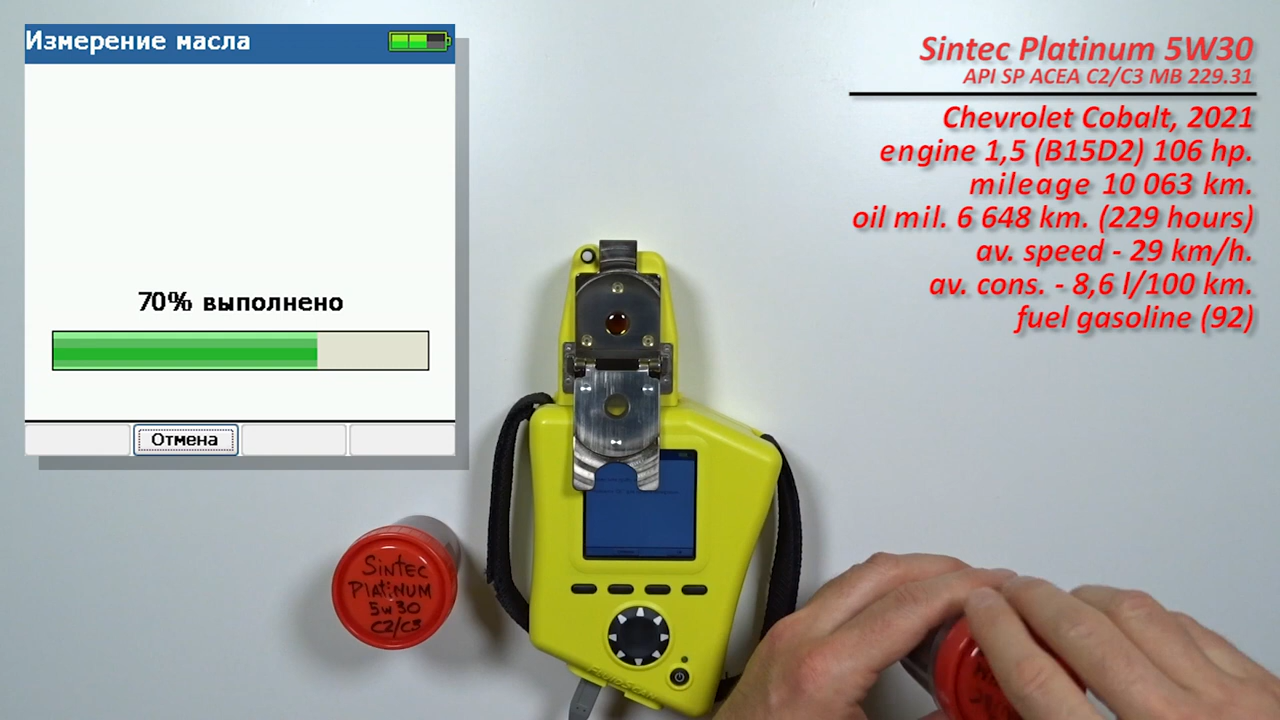 Измерение масла
70% выполнено
Отмена
Sintec Platinum 5W30
API SP ACEA C2/C3 MB 229.31
Chevrolet Cobalt, 2021
engine 1,5 (B15D2) 106 hp.
mileage 10 063 km.
oil mil. 6 648 km. (229 hours)
av. speed - 29 km/h.
av. cons. - 8,6 l/100 km.
fuel gasoline (92)
Sintec
Platinum
5w30
C2/C3
FluidScan